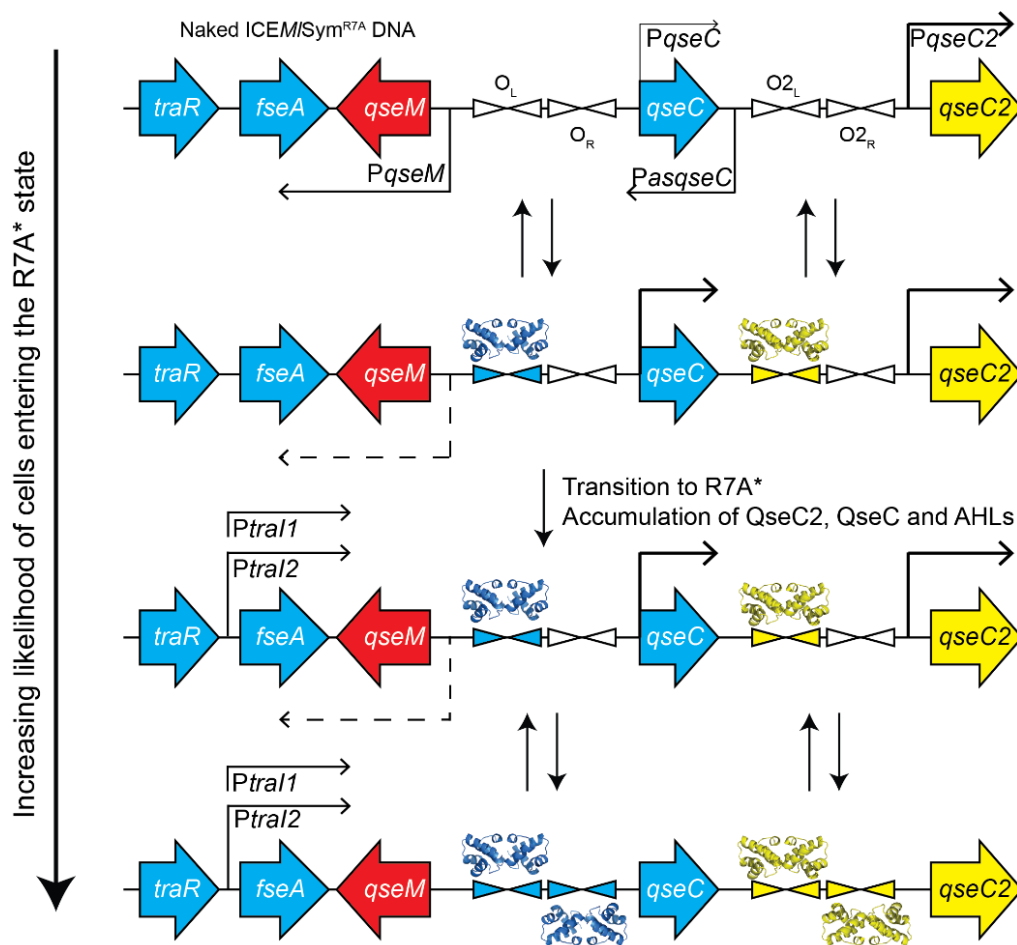 Increasing likelihood of cells entering the R7A* state
Naked ICEMlSymR7A DNA
PqseC
PqseC2
OL
O2L
traR
fseA
qseM
qseC
qseC2
OR
O2R
PqseM
PasqseC
traR
fseA
qseM
qseC
qseC2
Transition to R7A*
Accumulation of QseC2, QseC and AHLs
PtraI1
PtraI2
traR
fseA
qseM
qseC
qseC2
PtraI1
PtraI2
traR
fseA
qseM
qseC
qseC2